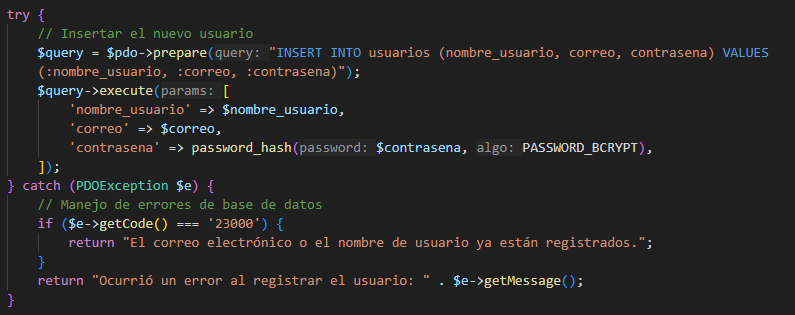 try {
    // Insertar el nuevo usuario
    $query = $pdo->prepare(query: "INSERT INTO usuarios (nombre_usuario, correo, contrasena) VALUES
    (:nombre_usuario, :correo, :contrasena)");
    $query->execute(params: [
        'nombre_usuario' => $nombre_usuario,
        'correo' => $correo,
        'contrasena' => password_hash(password: $contrasena, algo: PASSWORD_BCRYPT),
    ]);
} catch (PDOException $e) {
    // Manejo de errores de base de datos
    if ($e->getCode() === '23000') {
        return "El correo electrónico o el nombre de usuario ya están registrados.";
    }
    return "Ocurrió un error al registrar el usuario: " . $e->getMessage();
}